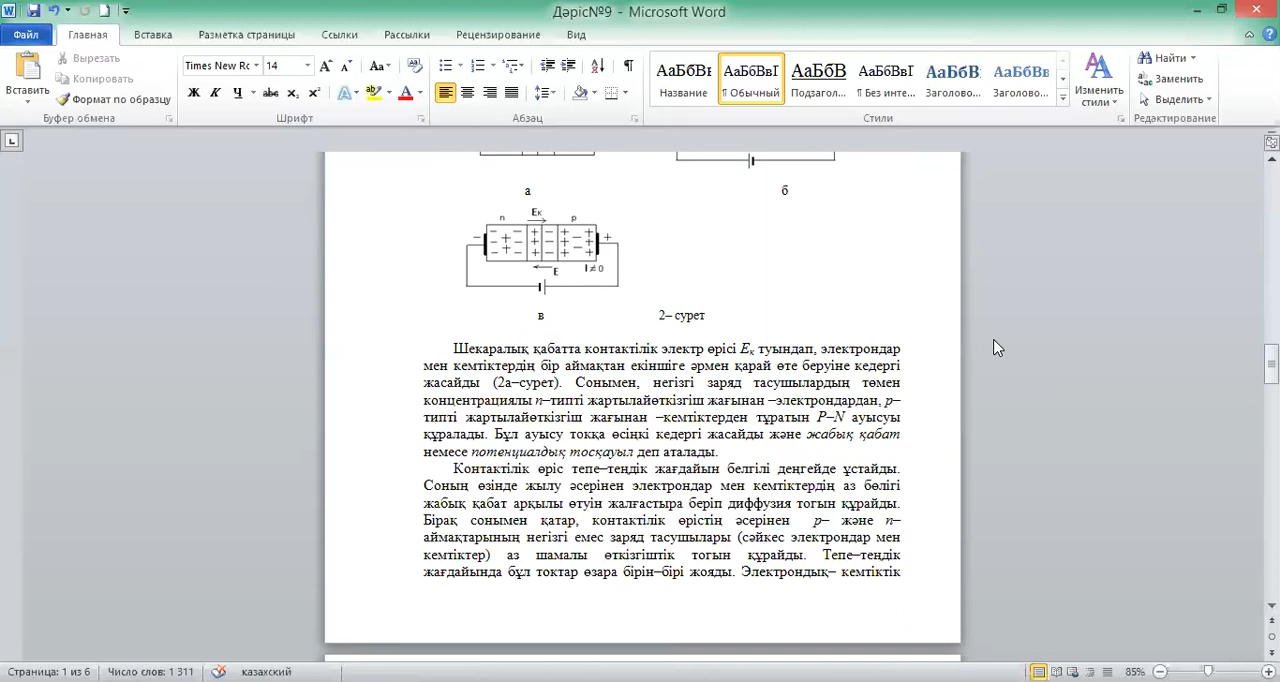 Дәріс№9 - Microsoft Word
Файл Главная Вставка Разметка страницы Ссылки Рассылки Рецензирование Вид
Вставить
Вырезать
Копировать
Формат по образцу
Буфер обмена
Times New Rc 14
Ж К Ч abc x₂ x²
Шрифт
Абзац
АаБбВı АаБбВвГ АаБбВ АаБбВвГ АаБбВ: АаБбВв:
Название ¶ Обычный Подзагол... ¶ Без инте... Заголово... Заголово...
Стили
Изменить стили
Найти
Заменить
Выделить
Редактирование
а б
n Eк p
− +
E I≠0
в 2– сурет
Шекаралық қабатта контактілік электр өрісі Eк туындап, электрондар
мен кемтіктердің бір аймақтан екіншіге әрмен қарай өте беруіне кедергі
жасайды (2а–сурет). Сонымен, негізгі заряд тасушылардың төмен
концентрациялы n–типті жартылайөткізгіш жағынан –электрондардан, p–
типті жартылайөткізгіш жағынан –кемтіктерден тұратын P–N ауысуы
құралады. Бұл ауысу токқа өсіңкі кедергі жасайды және жабық қабат
немесе потенциалдық тосқауыл деп аталады.
Контактілік өріс тепе–теңдік жағдайын белгілі деңгейде ұстайды.
Соның өзінде жылу әсерінен электрондар мен кемтіктердің аз бөлігі
жабық қабат арқылы өтуін жалғастыра беріп диффузия тогын құрайды.
Бірақ сонымен қатар, контактілік өрістің әсерінен p– және n–
аймақтарының негізгі емес заряд тасушылары (сәйкес электрондар мен
кемтіктер) аз шамалы өткізгіштік тогын құрайды. Тепе–теңдік
жағдайында бұл токтар өзара бірін–бірі жояды. Электрондық– кемтіктік
Страница: 1 из 6 Число слов: 1 311 казахский 85%